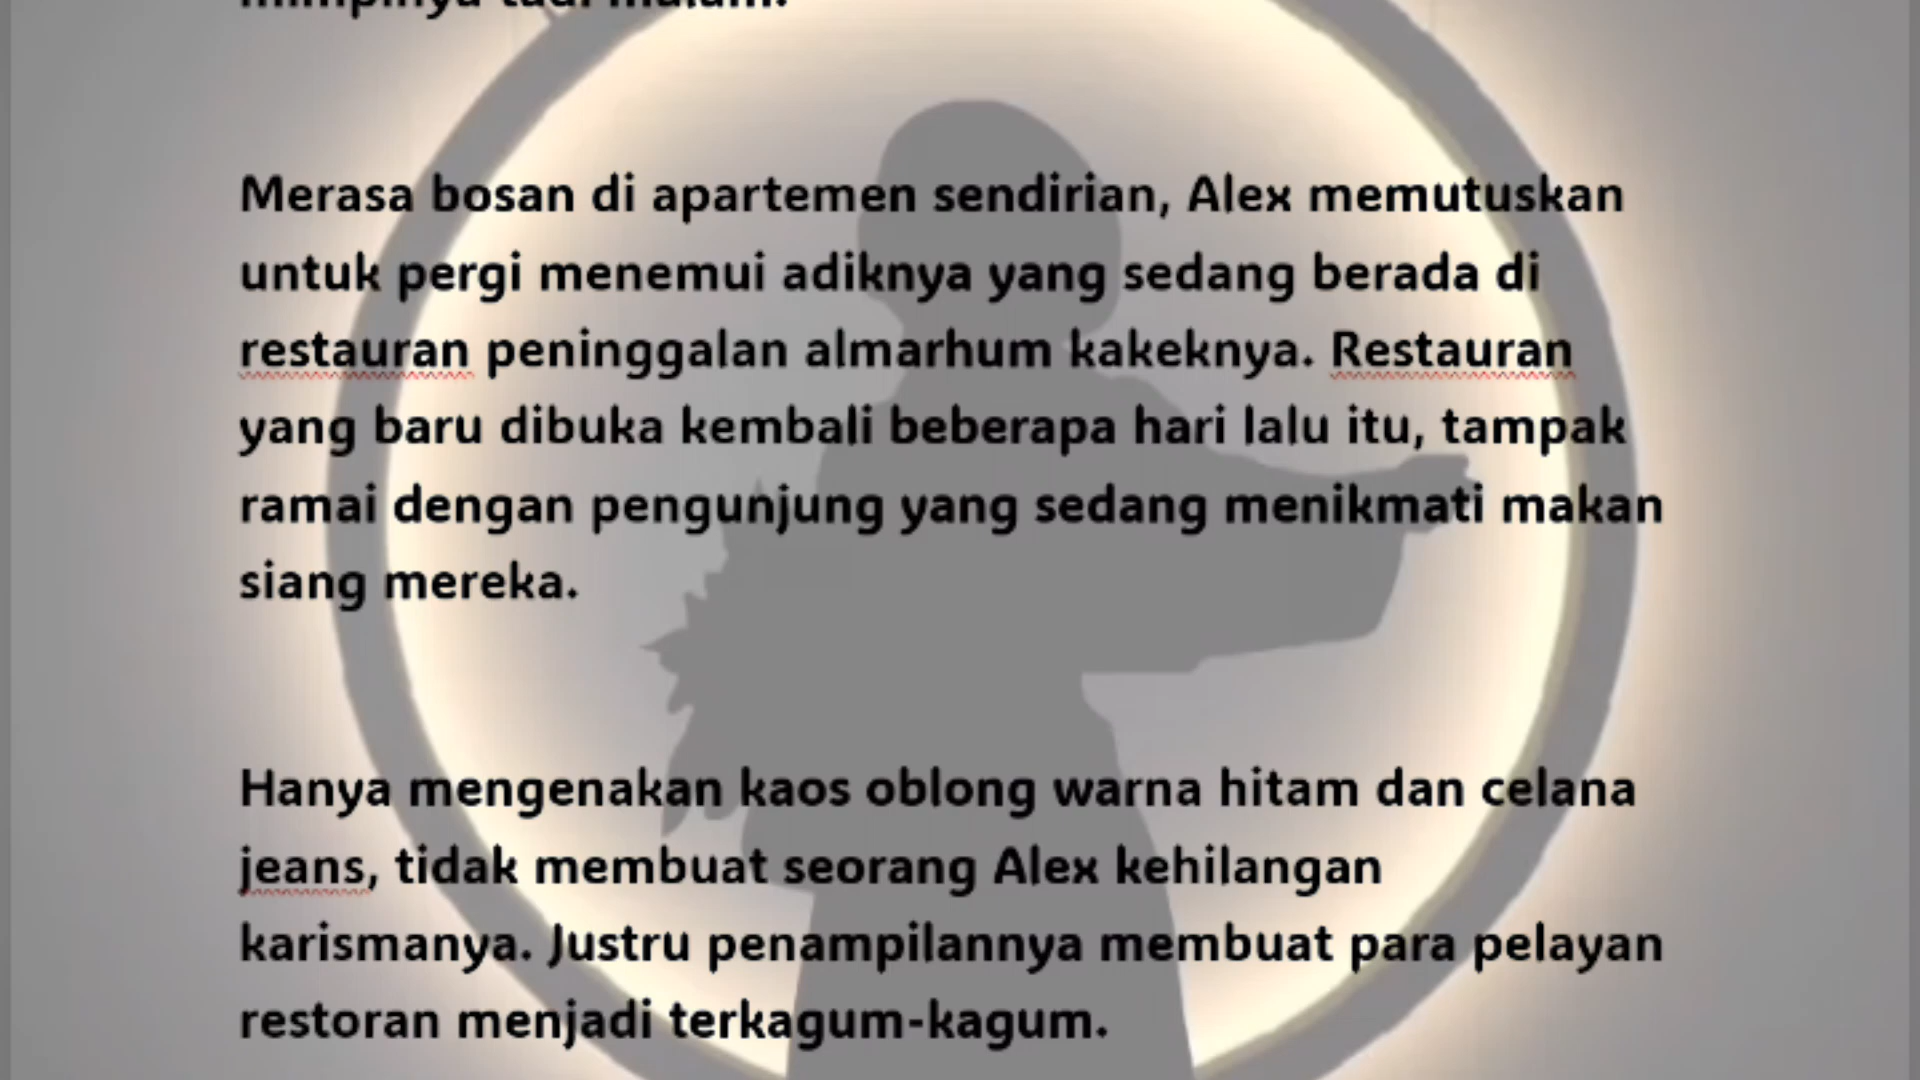 mimpinya tadi malam.
Merasa bosan di apartemen sendirian, Alex memutuskan
untuk pergi menemui adiknya yang sedang berada di
restauran peninggalan almarhum kakeknya. Restauran
yang baru dibuka kembali beberapa hari lalu itu, tampak
ramai dengan pengunjung yang sedang menikmati makan
siang mereka.
Hanya mengenakan kaos oblong warna hitam dan celana
jeans, tidak membuat seorang Alex kehilangan
karismanya. Justru penampilannya membuat para pelayan
restoran menjadi terkagum-kagum.